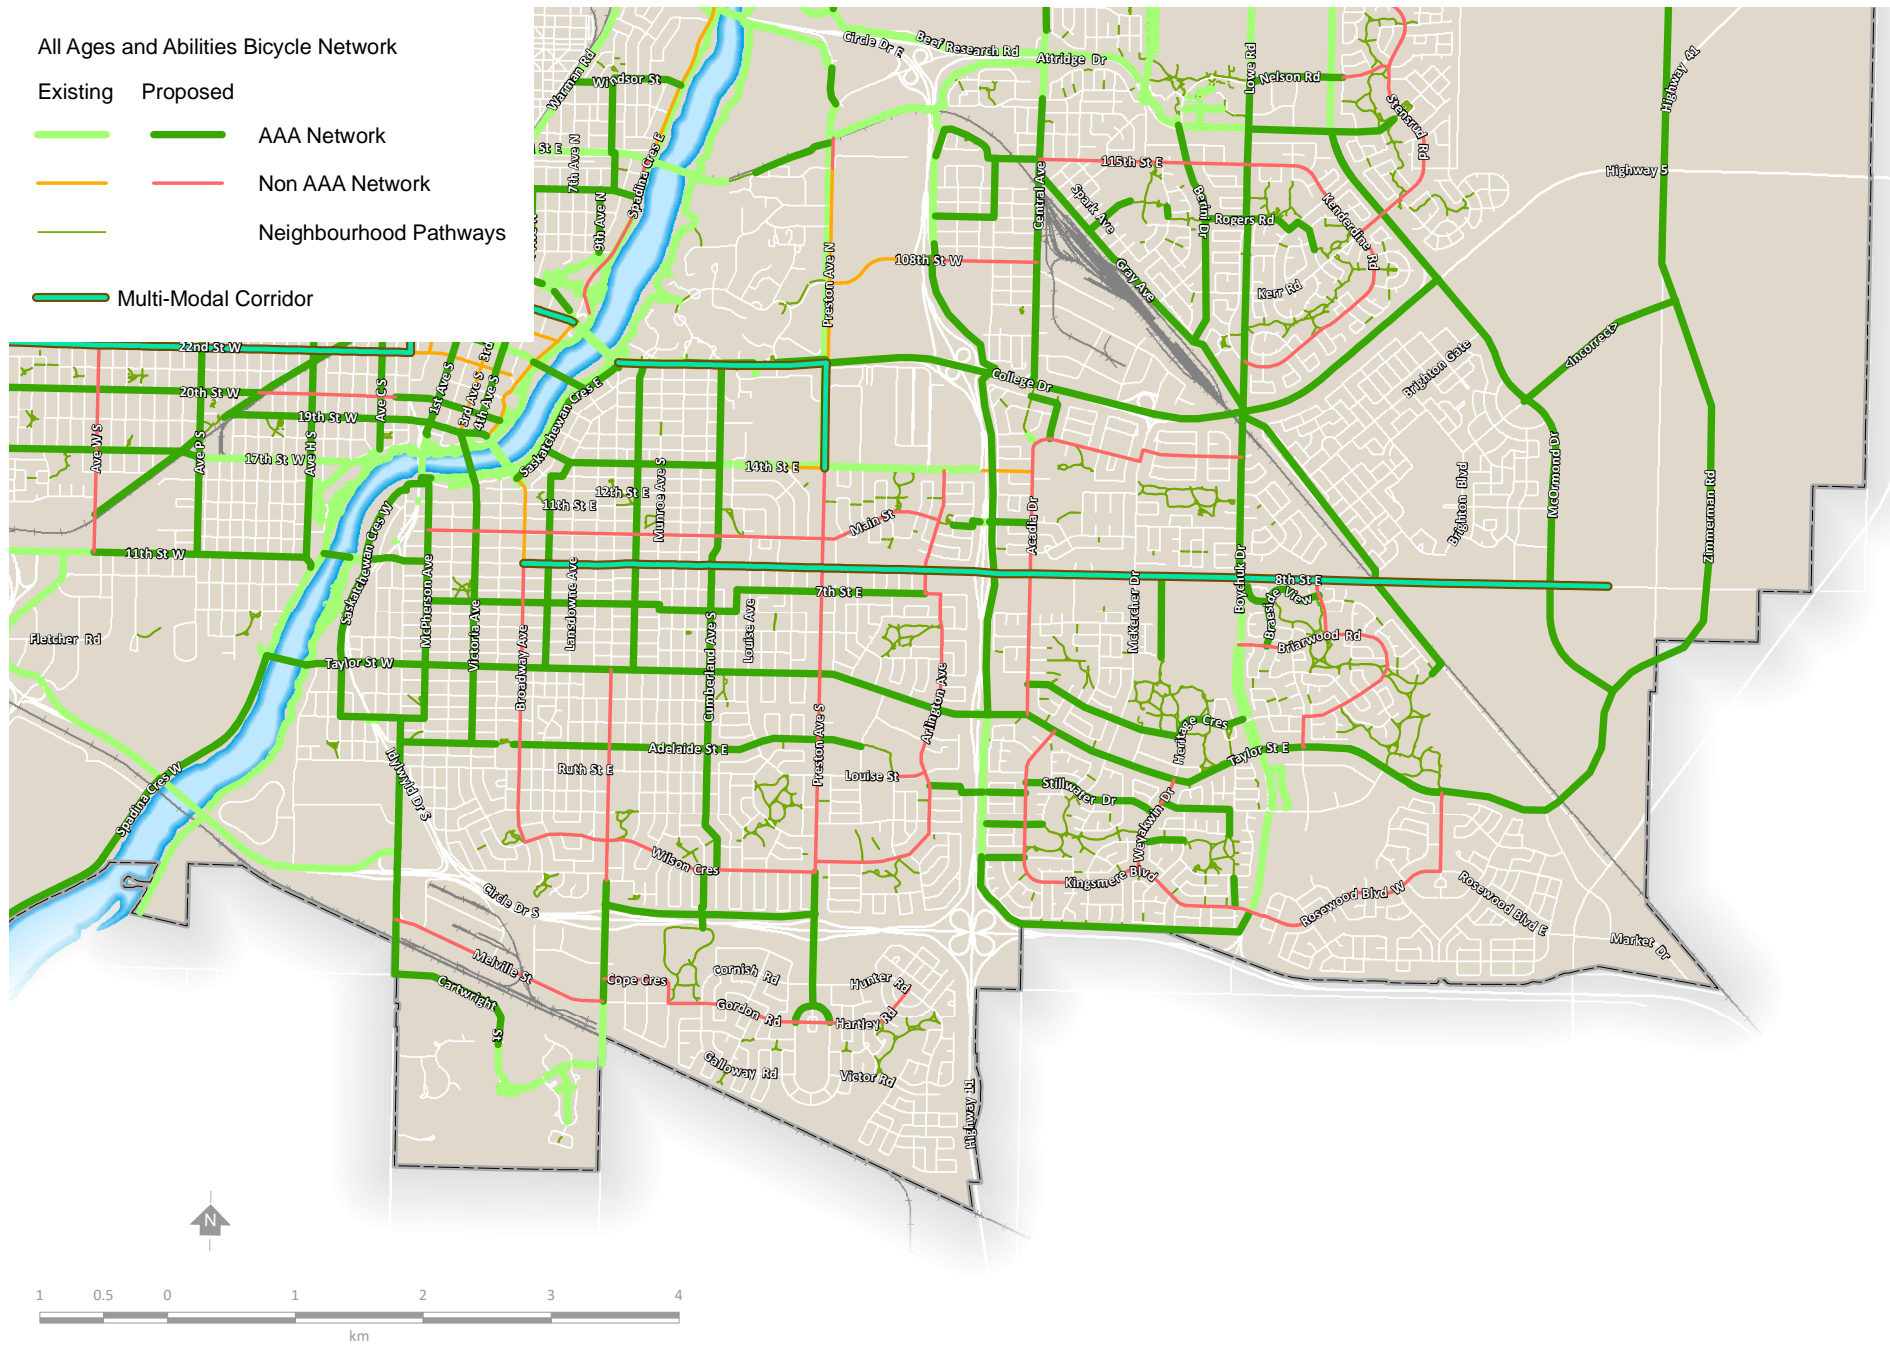 All Ages and Abilities Bicycle Network
Existing Proposed
AAA Network
Non AAA Network
Neighbourhood Pathways
Multi-Modal Corridor
Warman Rd
Windsor St
St E
7th Ave N
9th Ave N
Spadina Cres E
Circle Dr E
Beef Research Rd
Attridge Dr
Lowe Rd
Nelson Rd
Stensrud Rd
Highway 41
Highway 5
115th St E
Central Ave
Spark Ave
Berini Dr
Rogers Rd
Kenderdine Rd
Kerr Rd
Gray Ave
108th St W
Preston Ave N
<Incorrect>
Brighton Gate
22nd St W
20th St W
19th St W
17th St W
Ave W S
Ave P S
Ave H S
Ave C S
1st Ave S
3rd Ave S
4th Ave S
3rd
Saskatchewan Cres E
College Dr
14th St E
12th St E
11th St E
Munroe Ave S
Main St
Acadia Dr
Brighton Blvd
McOrmond Dr
Zimmerman Rd
11th St W
Saskatchewan Cres W
McPherson Ave
Victoria Ave
Lansdowne Ave
Broadway Ave
7th St E
8th St E
Louise Ave
Cumberland Ave S
McKercher Dr
Boychuk Dr
Braeside View
Briarwood Rd
Fletcher Rd
Taylor St W
Arlington Ave
Preston Ave S
Heritage Cres
Taylor St E
Adelaide St E
Ruth St E
Louise St
Stillwater Dr
Weyakwin Dr
Idylwyld Dr S
Spadina Cres W
Wilson Cres
Kingsmere Blvd
Circle Dr S
Rosewood Blvd W
Rosewood Blvd E
Market Dr
Melville St
Cartwright St
Cope Cres
Cornish Rd
Gordon Rd
Hunter Rd
Hartley Rd
Galloway Rd
Victor Rd
Highway 11
N
1 0.5 0 1 2 3 4
km